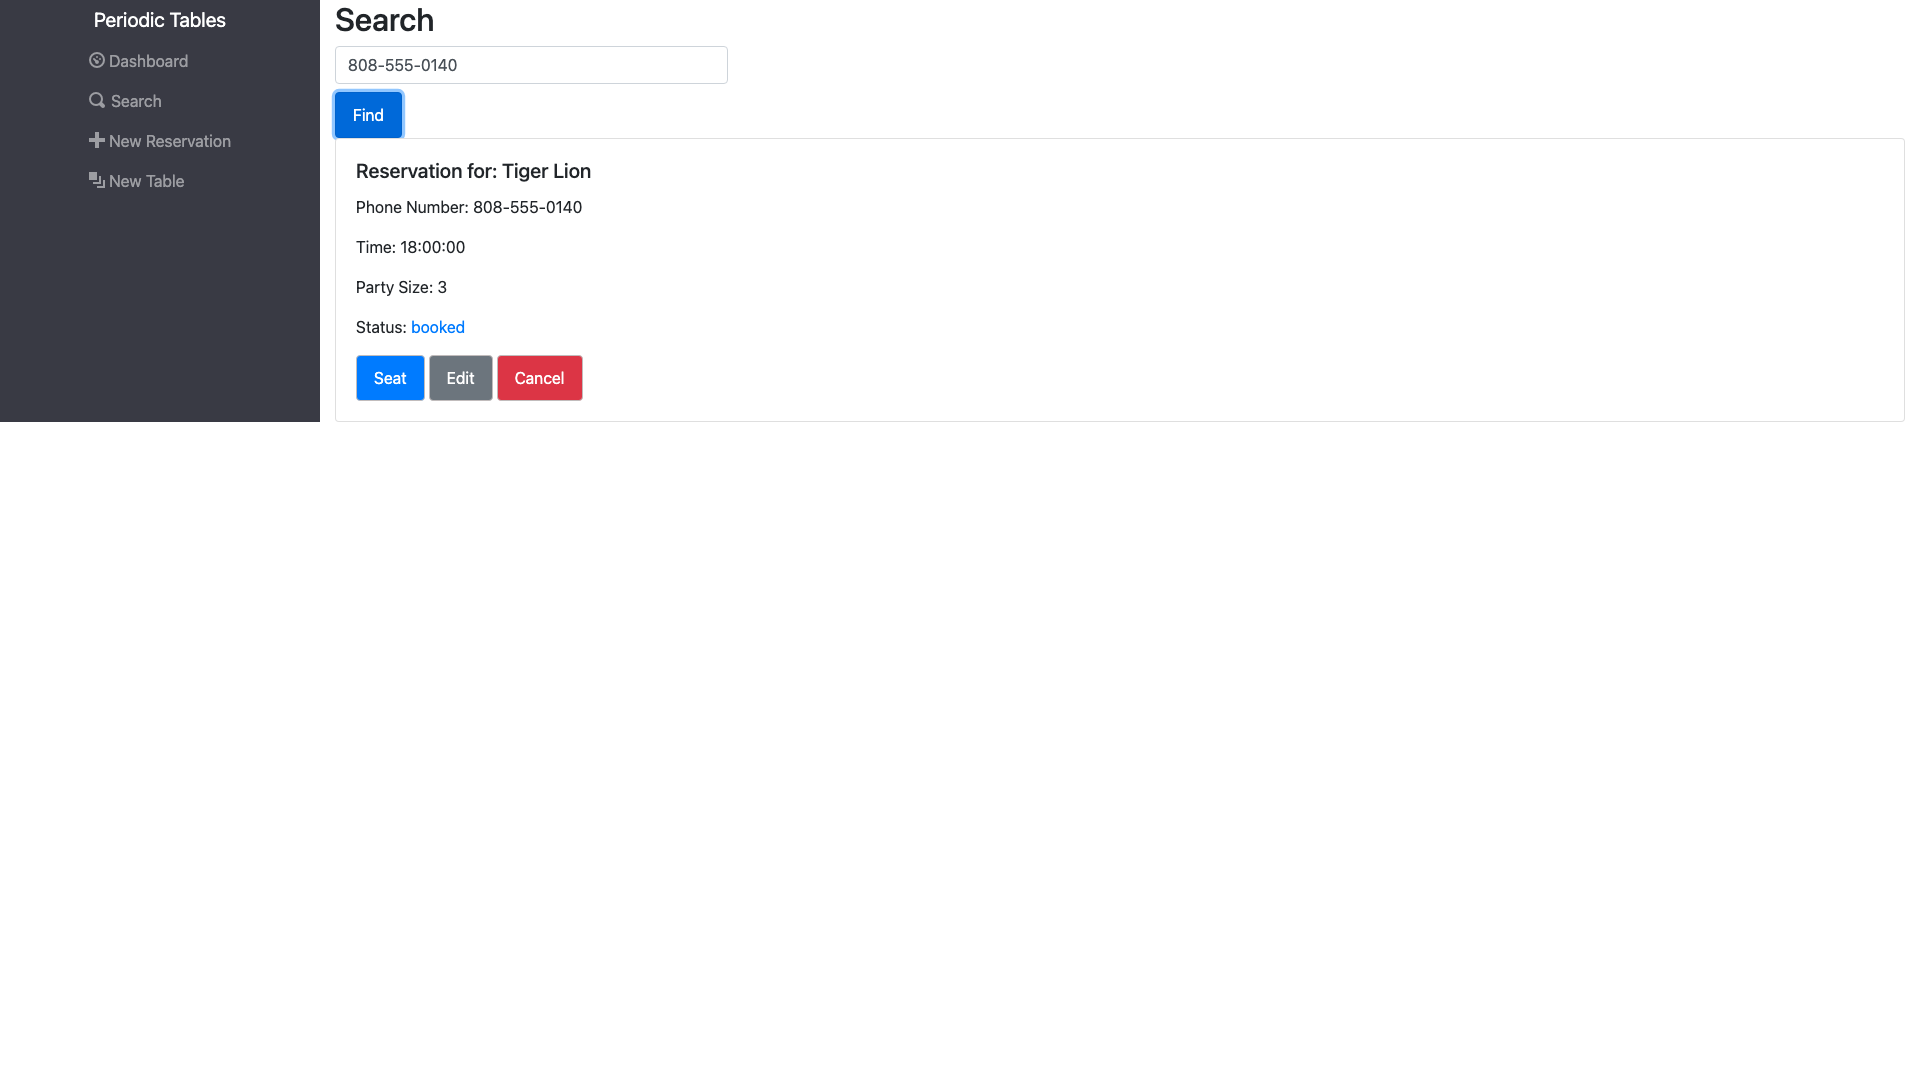 Periodic Tables
Dashboard
Search
New Reservation
New Table
Search
808-555-0140
Find
Reservation for: Tiger Lion
Phone Number: 808-555-0140
Time: 18:00:00
Party Size: 3
Status: booked
Seat Edit Cancel